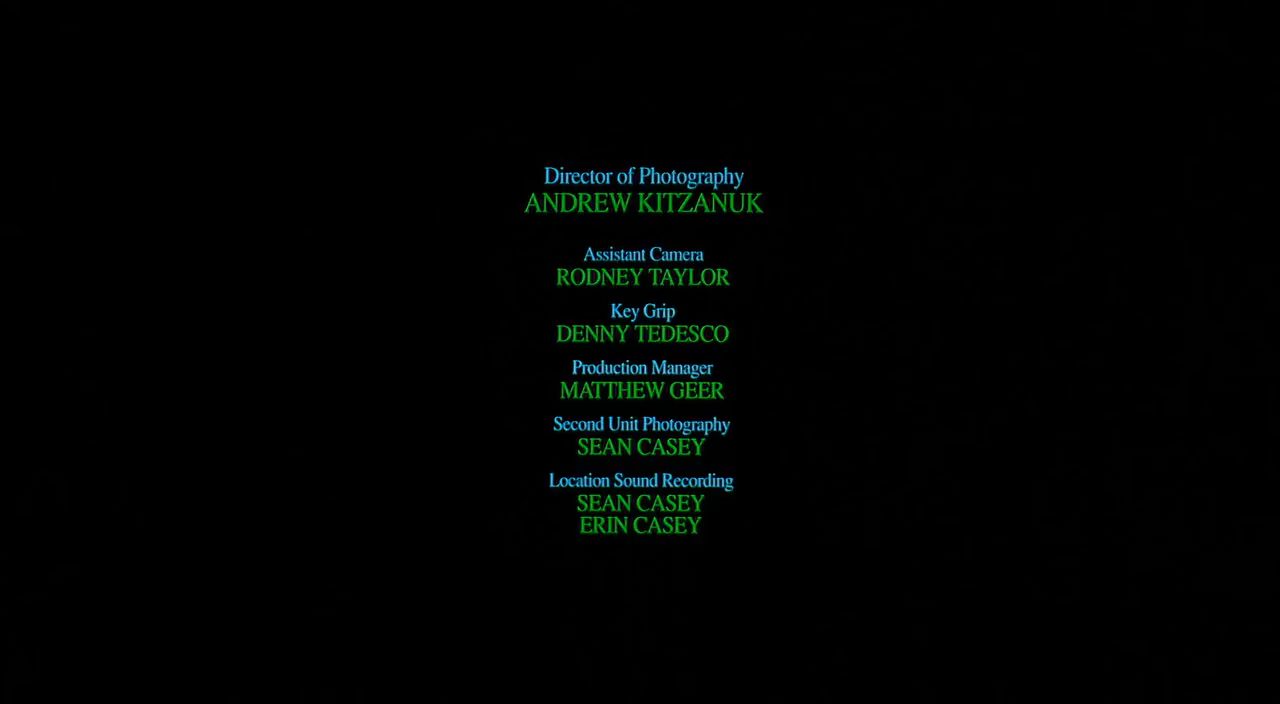 Director of Photography
ANDREW KITZANUK
Assistant Camera
RODNEY TAYLOR
Key Grip
DENNY TEDESCO
Production Manager
MATTHEW GEER
Second Unit Photography
SEAN CASEY
Location Sound Recording
SEAN CASEY
ERIN CASEY